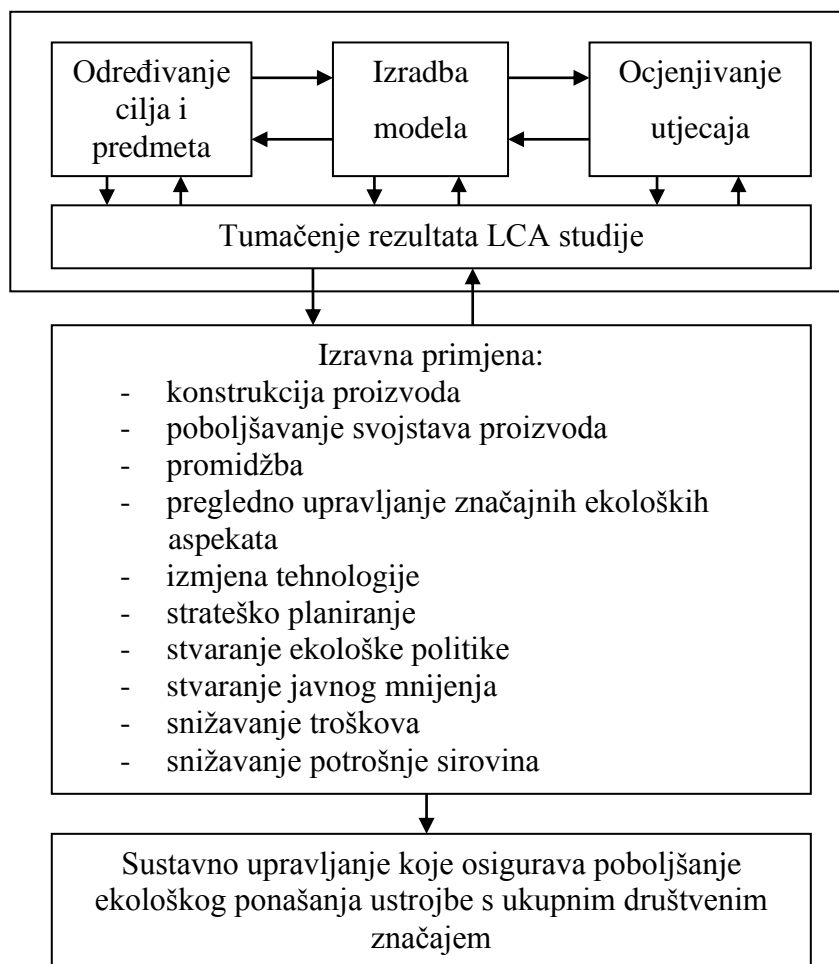 Određivanje
cilja i
predmeta
Izradba
modela
Ocjenjivanje
utjecaja
Tumačenje rezultata LCA studije
Izravna primjena:
- konstrukcija proizvoda
- poboljšavanje svojstava proizvoda
- promidžba
- pregledno upravljanje značajnih ekoloških
aspekata
- izmjena tehnologije
- strateško planiranje
- stvaranje ekološke politike
- stvaranje javnog mnijenja
- snižavanje troškova
- snižavanje potrošnje sirovina
Sustavno upravljanje koje osigurava poboljšanje
ekološkog ponašanja ustrojbe s ukupnim društvenim
značajem